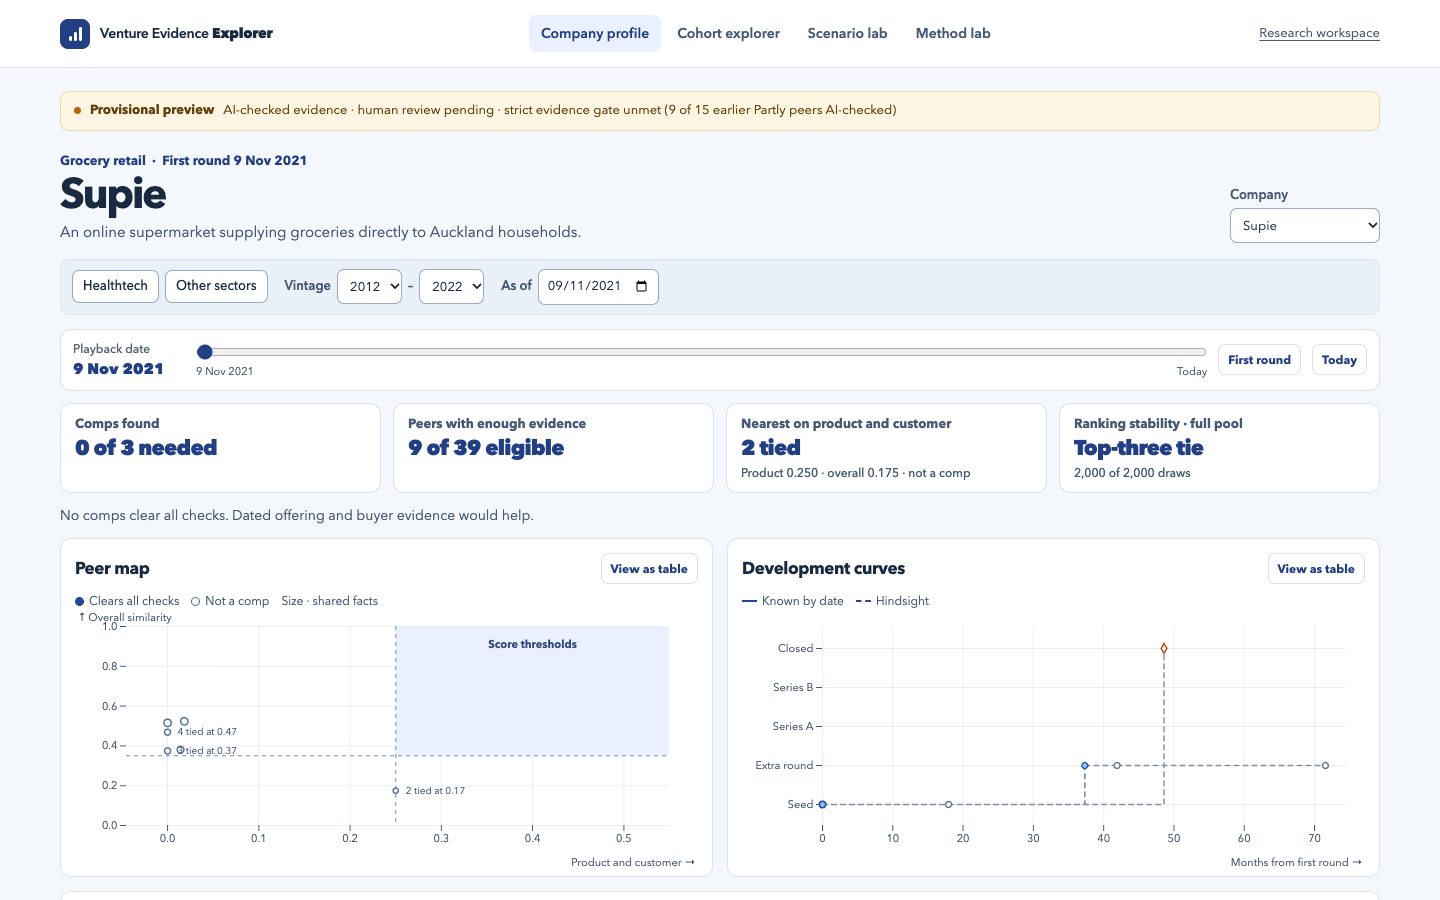 Venture Evidence Explorer
Company profile
Cohort explorer
Scenario lab
Method lab
Research workspace
Provisional preview AI-checked evidence · human review pending · strict evidence gate unmet (9 of 15 earlier Partly peers AI-checked)
Grocery retail · First round 9 Nov 2021
Supie
An online supermarket supplying groceries directly to Auckland households.
Company
Supie
Healthtech
Other sectors
Vintage 2012 – 2022
As of 09/11/2021
Playback date
9 Nov 2021
9 Nov 2021
Today
First round
Today
Comps found
0 of 3 needed
Peers with enough evidence
9 of 39 eligible
Nearest on product and customer
2 tied
Product 0.250 · overall 0.175 · not a comp
Ranking stability · full pool
Top-three tie
2,000 of 2,000 draws
No comps clear all checks. Dated offering and buyer evidence would help.
Peer map
View as table
Clears all checks Not a comp Size · shared facts
↑ Overall similarity
1.0
Score thresholds
0.8
0.6
4 tied at 0.47
0.4
tied at 0.37
0.2
2 tied at 0.17
0.0
0.0 0.1 0.2 0.3 0.4 0.5
Product and customer →
Development curves
View as table
Known by date Hindsight
Closed
Series B
Series A
Extra round
Seed
0 10 20 30 40 50 60 70
Months from first round →